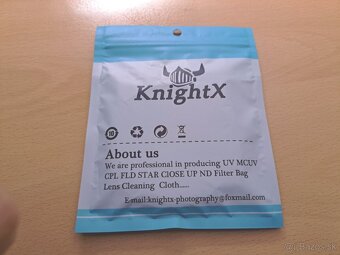 KnightX
10
About us
We are professional in producing UV MCUV
CPL FLD STAR ClOSE UP ND Filter Bag
Lens Cleaning Cloth.....
E-mail:knightx-photography@foxmail.com